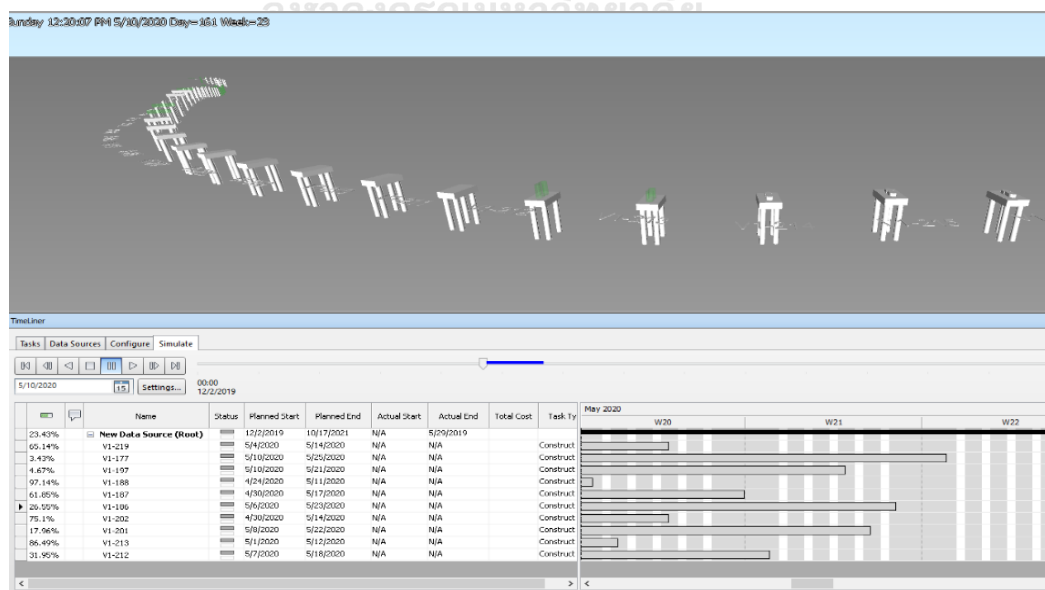 Sunday 12:20:07 PM 5/10/2020 Day=161 Week=23
TimeLiner
Tasks Data Sources Configure Simulate
5/10/2020 15 Settings... 00:00
12/2/2019
Name Status Planned Start Planned End Actual Start Actual End Total Cost Task Ty May 2020
W20 W21 W22
23.43% New Data Source (Root) 12/2/2019 10/17/2021 N/A 5/29/2019
65.14% V1-219 5/4/2020 5/14/2020 N/A N/A Construct
3.43% V1-177 5/10/2020 5/25/2020 N/A N/A Construct
4.67% V1-197 5/10/2020 5/21/2020 N/A N/A Construct
97.14% V1-188 4/24/2020 5/11/2020 N/A N/A Construct
61.85% V1-187 4/30/2020 5/17/2020 N/A N/A Construct
26.55% V1-186 5/6/2020 5/23/2020 N/A N/A Construct
75.1% V1-202 4/30/2020 5/14/2020 N/A N/A Construct
17.96% V1-201 5/8/2020 5/22/2020 N/A N/A Construct
86.49% V1-213 5/1/2020 5/12/2020 N/A N/A Construct
31.95% V1-212 5/7/2020 5/18/2020 N/A N/A Construct